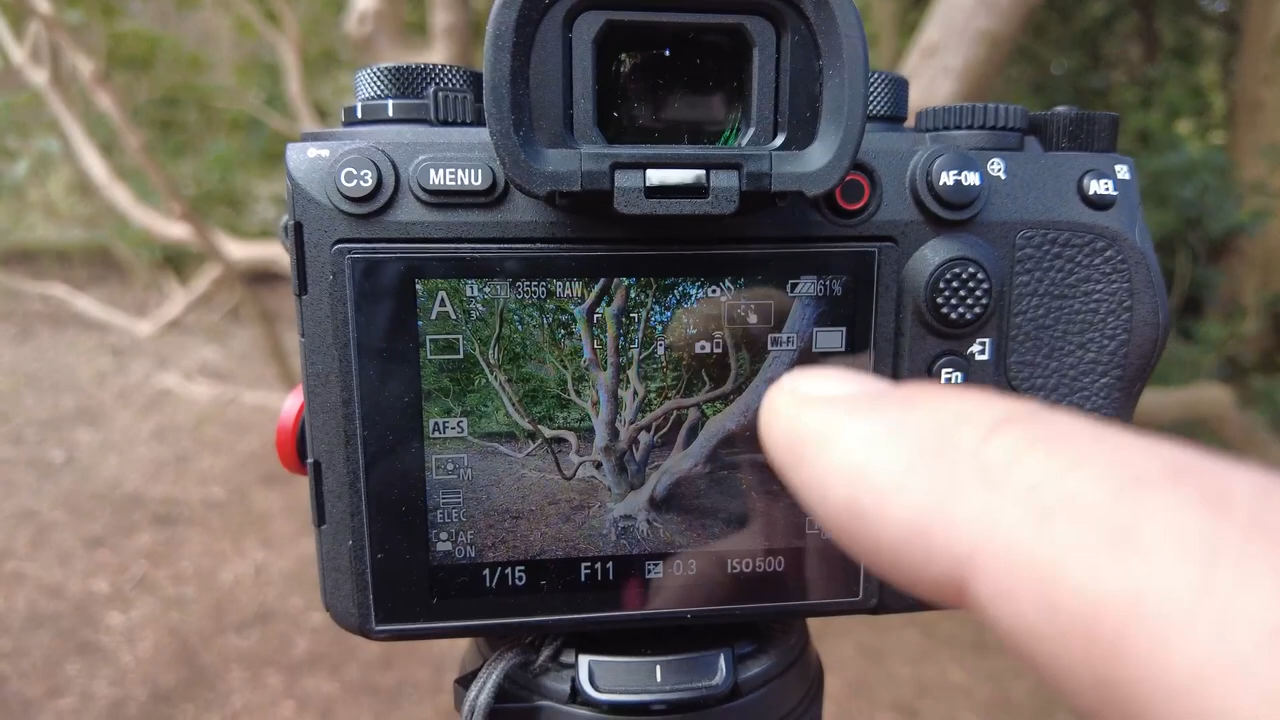 C3
MENU
AF-ON
AEL
A 1 3556 RAW 61%
Wi-Fi
Fn
AF-S
M
ELEC
AF
ON
1/15 F11 -0.3 ISO 500